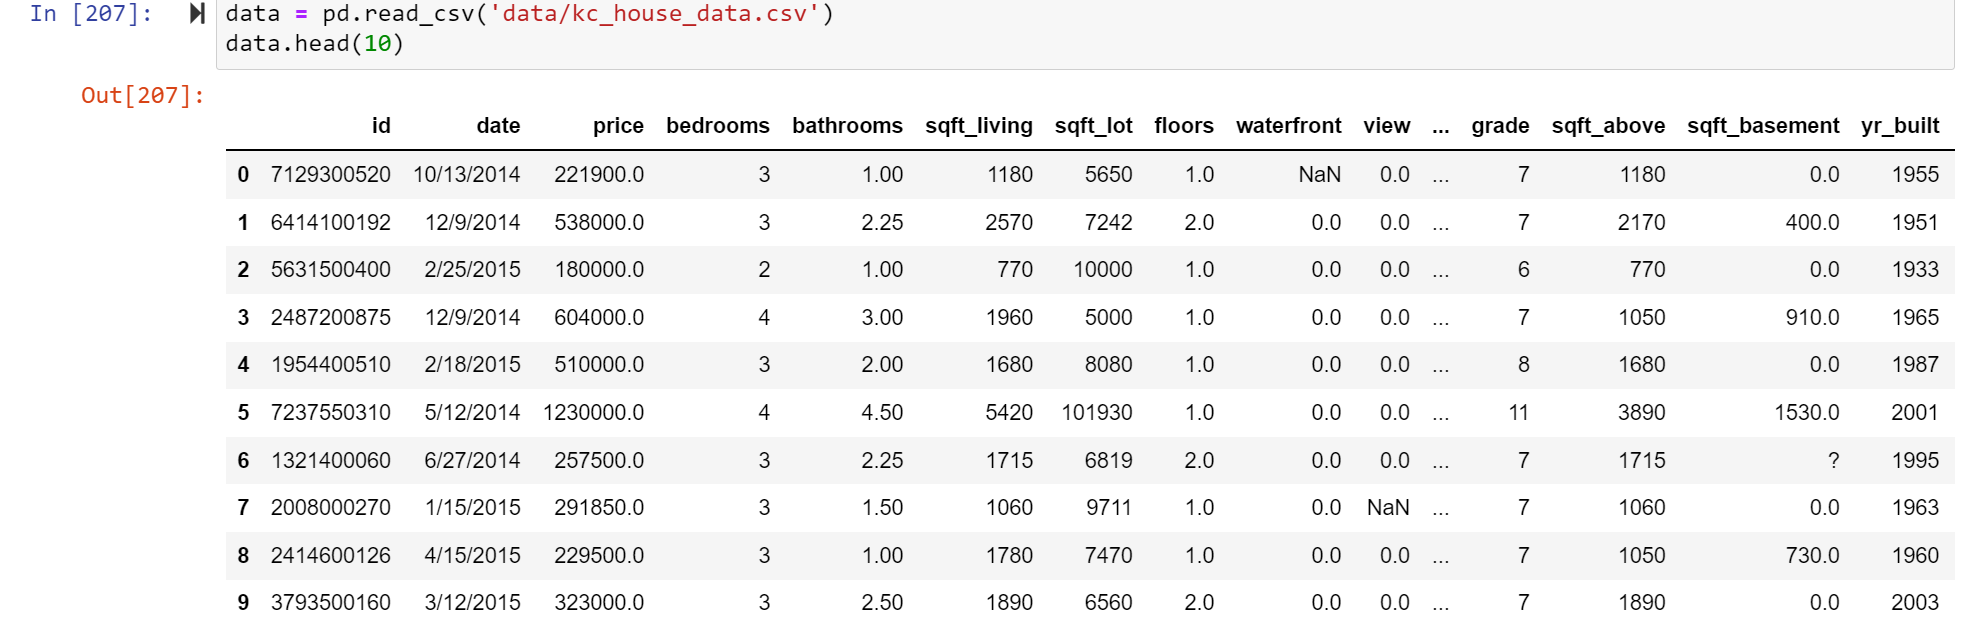 In [207]: data = pd.read_csv('data/kc_house_data.csv')
data.head(10)
Out[207]:
id date price bedrooms bathrooms sqft_living sqft_lot floors waterfront view ... grade sqft_above sqft_basement yr_built
0 7129300520 10/13/2014 221900.0 3 1.00 1180 5650 1.0 NaN 0.0 ... 7 1180 0.0 1955
1 6414100192 12/9/2014 538000.0 3 2.25 2570 7242 2.0 0.0 0.0 ... 7 2170 400.0 1951
2 5631500400 2/25/2015 180000.0 2 1.00 770 10000 1.0 0.0 0.0 ... 6 770 0.0 1933
3 2487200875 12/9/2014 604000.0 4 3.00 1960 5000 1.0 0.0 0.0 ... 7 1050 910.0 1965
4 1954400510 2/18/2015 510000.0 3 2.00 1680 8080 1.0 0.0 0.0 ... 8 1680 0.0 1987
5 7237550310 5/12/2014 1230000.0 4 4.50 5420 101930 1.0 0.0 0.0 ... 11 3890 1530.0 2001
6 1321400060 6/27/2014 257500.0 3 2.25 1715 6819 2.0 0.0 0.0 ... 7 1715 ? 1995
7 2008000270 1/15/2015 291850.0 3 1.50 1060 9711 1.0 0.0 NaN ... 7 1060 0.0 1963
8 2414600126 4/15/2015 229500.0 3 1.00 1780 7470 1.0 0.0 0.0 ... 7 1050 730.0 1960
9 3793500160 3/12/2015 323000.0 3 2.50 1890 6560 2.0 0.0 0.0 ... 7 1890 0.0 2003